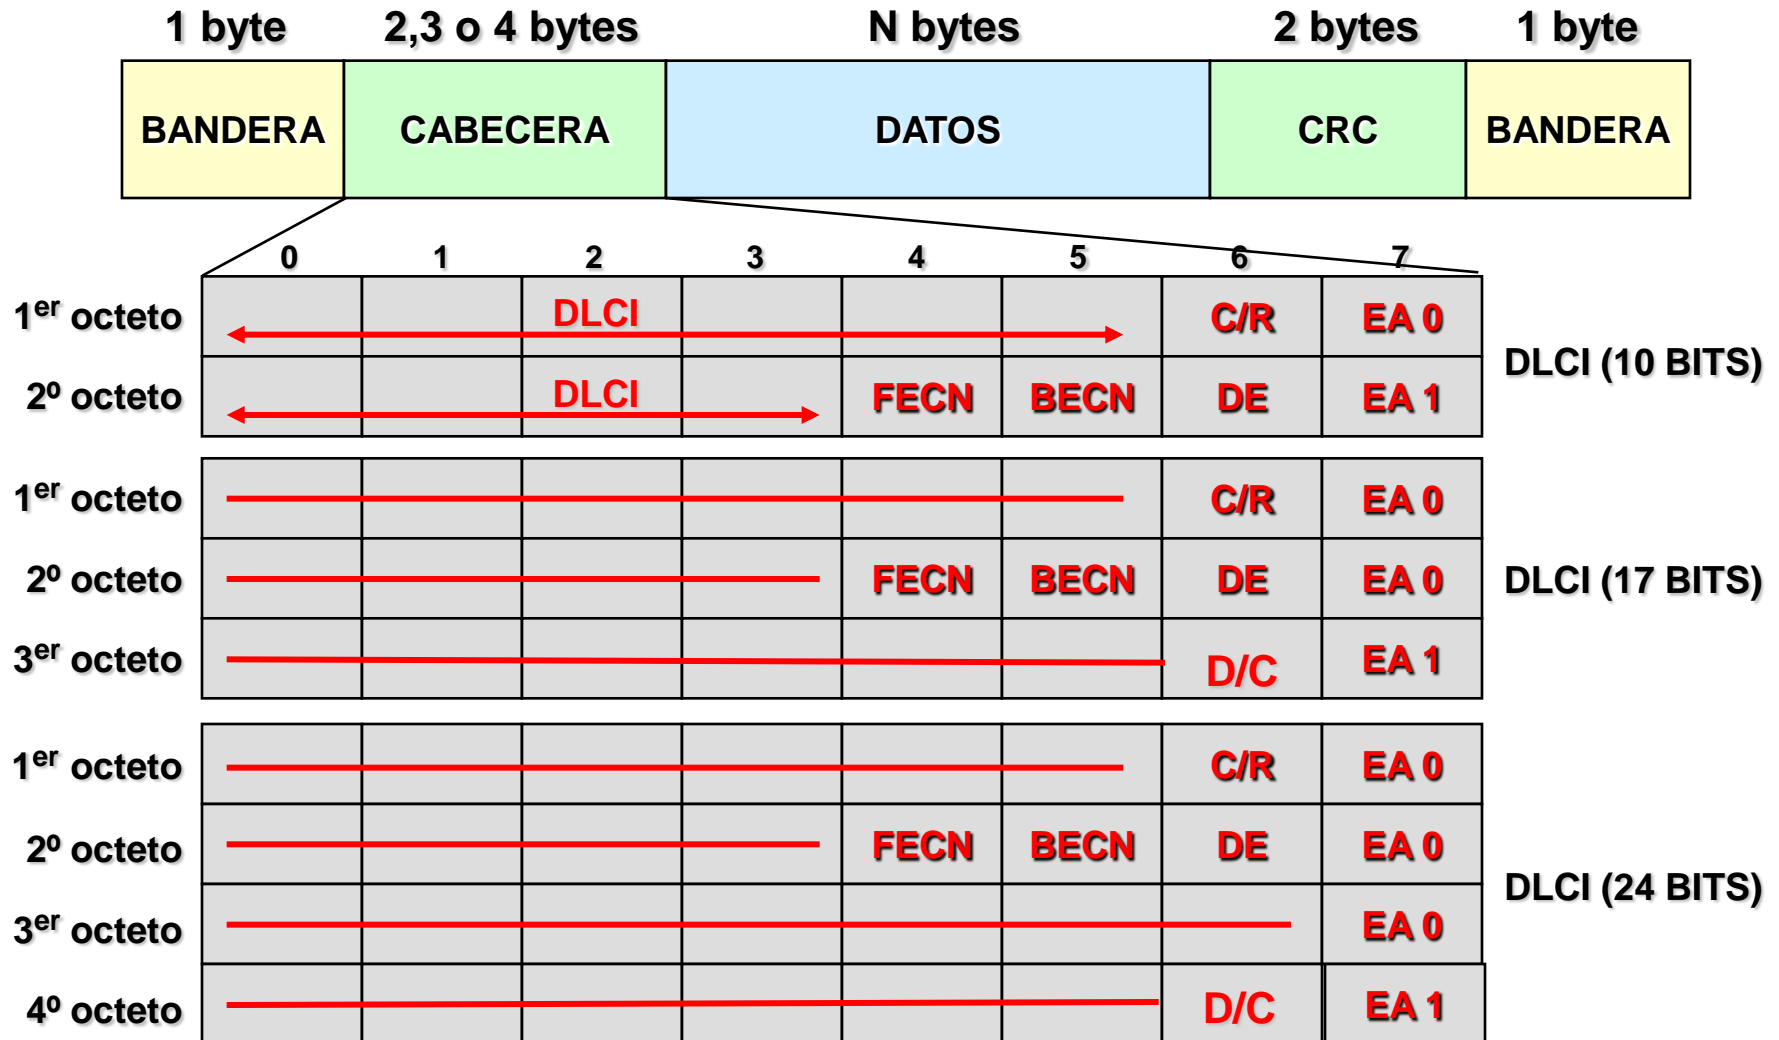 1 byte 2,3 o 4 bytes N bytes 2 bytes 1 byte
BANDERA CABECERA DATOS CRC BANDERA
0 1 2 3 4 5 6 7
1er octeto DLCI C/R EA 0
DLCI (10 BITS)
2º octeto DLCI FECN BECN DE EA 1
1er octeto C/R EA 0
2º octeto FECN BECN DE EA 0 DLCI (17 BITS)
3er octeto D/C EA 1
1er octeto C/R EA 0
2º octeto FECN BECN DE EA 0
DLCI (24 BITS)
3er octeto EA 0
4º octeto D/C EA 1